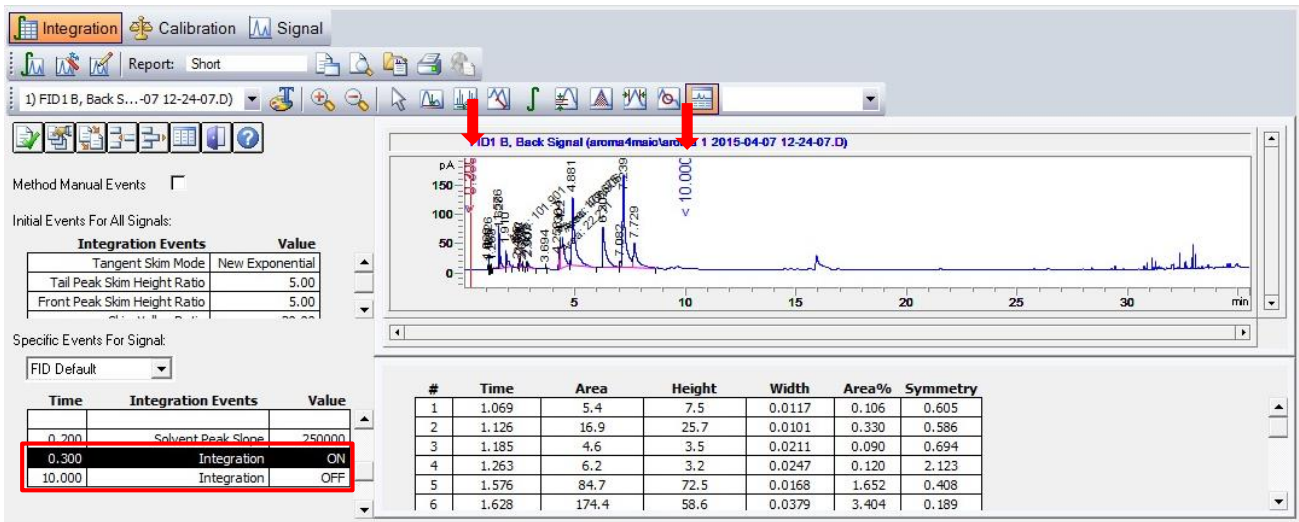 Integration Calibration Signal
Report: Short
1) FID1 B, Back S...-07 12-24-07.D)
Method Manual Events
Initial Events For All Signals:
Integration Events Value
Tangent Skim Mode New Exponential
Tail Peak Skim Height Ratio 5.00
Front Peak Skim Height Ratio 5.00
Specific Events For Signal:
FID Default
Time Integration Events Value
0.200 Solvent Peak Slope 250000
0.300 Integration ON
10.000 Integration OFF
B, Back Signal (aroma4maio\aroma 1 2015-04-07 12-24-07.D)
pA
150
100
50
0
1.910
3.694
4.881
7.082
7.729
< 10.000
5 10 15 20 25 30 min
# Time Area Height Width Area% Symmetry
1 1.069 5.4 7.5 0.0117 0.106 0.605
2 1.126 16.9 25.7 0.0101 0.330 0.586
3 1.185 4.6 3.5 0.0211 0.090 0.694
4 1.263 6.2 3.2 0.0247 0.120 2.123
5 1.576 84.7 72.5 0.0168 1.652 0.408
6 1.628 174.4 58.6 0.0379 3.404 0.189